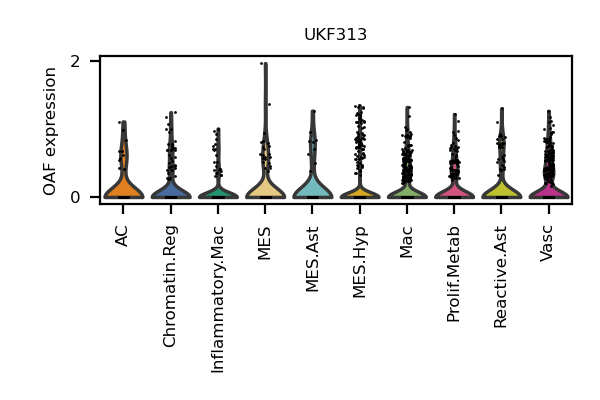 UKF313
OAF expression
2
0
AC
Chromatin.Reg
Inflammatory.Mac
MES
MES.Ast
MES.Hyp
Mac
Prolif.Metab
Reactive.Ast
Vasc